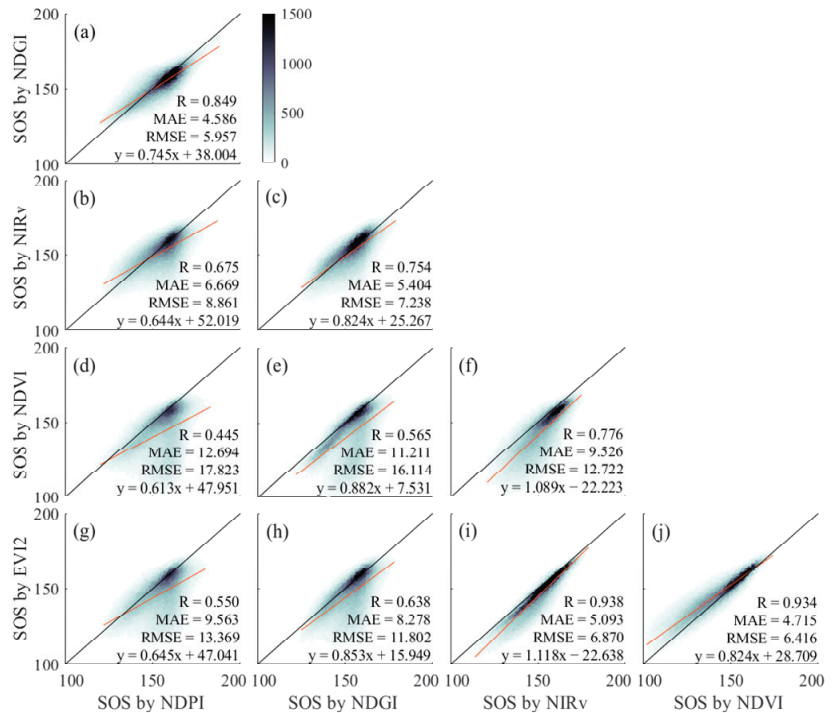 200
150
100
SOS by NDGI
(a)
R = 0.849
MAE = 4.586
RMSE = 5.957
y = 0.745x + 38.004
1500
1000
500
0
200
150
100
SOS by NIRv
(b)
R = 0.675
MAE = 6.669
RMSE = 8.861
y = 0.644x + 52.019
(c)
R = 0.754
MAE = 5.404
RMSE = 7.238
y = 0.824x + 25.267
200
150
100
SOS by NDVI
(d)
R = 0.445
MAE = 12.694
RMSE = 17.823
y = 0.613x + 47.951
(e)
R = 0.565
MAE = 11.211
RMSE = 16.114
y = 0.882x + 7.531
(f)
R = 0.776
MAE = 9.526
RMSE = 12.722
y = 1.089x − 22.223
200
150
100
SOS by EVI2
(g)
R = 0.550
MAE = 9.563
RMSE = 13.369
y = 0.645x + 47.041
(h)
R = 0.638
MAE = 8.278
RMSE = 11.802
y = 0.853x + 15.949
(i)
R = 0.938
MAE = 5.093
RMSE = 6.870
y = 1.118x − 22.638
(j)
R = 0.934
MAE = 4.715
RMSE = 6.416
y = 0.824x + 28.709
100 150 200
100 150 200
100 150 200
100 150 200
SOS by NDPI
SOS by NDGI
SOS by NIRv
SOS by NDVI